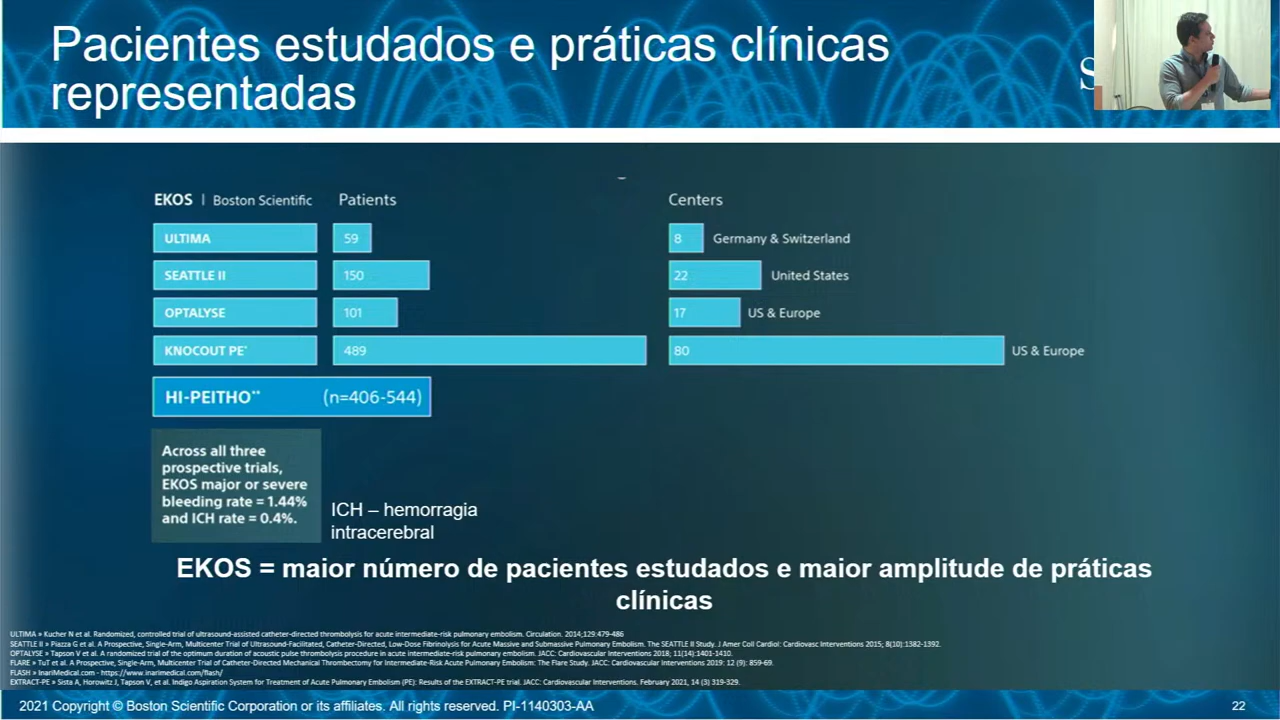 Pacientes estudados e práticas clínicas
representadas
S
EKOS | Boston Scientific Patients Centers
ULTIMA 59 8 Germany & Switzerland
SEATTLE II 150 22 United States
OPTALYSE 101 17 US & Europe
KNOCOUT PE* 489 80 US & Europe
HI-PEITHO** (n=406-544)
Across all three
prospective trials,
EKOS major or severe
bleeding rate = 1.44%
and ICH rate = 0.4%.
ICH – hemorragia
intracerebral
EKOS = maior número de pacientes estudados e maior amplitude de práticas
clínicas
ULTIMA » Kucher N et al. Randomized, controlled trial of ultrasound-assisted catheter-directed thrombolysis for acute intermediate-risk pulmonary embolism. Circulation. 2014;129:479-486
SEATTLE II » Piazza G et al. A Prospective, Single-Arm, Multicenter Trial of Ultrasound-Facilitated, Catheter-Directed, Low-Dose Fibrinolysis for Acute Massive and Submassive Pulmonary Embolism. The SEATTLE II Study. J Amer Coll Cardiol: Cardiovasc Interventions 2015; 8(10):1382-1392.
OPTALYSE » Tapson V et al. A randomized trial of the optimum duration of acoustic pulse thrombolysis procedure in acute intermediate-risk pulmonary embolism. JACC: Cardiovascular Interventions 2018; 11(14):1401-1410.
FLARE » TuT et al. A Prospective, Single-Arm, Multicenter Trial of Catheter-Directed Mechanical Thrombectomy for Intermediate-Risk Acute Pulmonary Embolism: The Flare Study. JACC: Cardiovascular Interventions 2019: 12 (9): 859-69.
FLASH » InariMedical.com - https://www.inarimedical.com/flash/
EXTRACT-PE » Sista A, Horowitz J, Tapson V, et al. Indigo Aspiration System for Treatment of Acute Pulmonary Embolism (PE): Results of the EXTRACT-PE trial. JACC: Cardiovascular Interventions. February 2021, 14 (3) 319-329.
2021 Copyright © Boston Scientific Corporation or its affiliates. All rights reserved. PI-1140303-AA 22